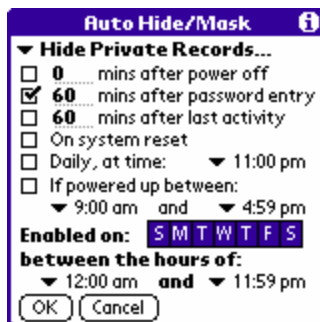 Auto Hide/Mask i
Hide Private Records...
0 mins after power off
60 mins after password entry
60 mins after last activity
On system reset
Daily, at time: 11:00 pm
If powered up between:
9:00 am and 4:59 pm
Enabled on: S M T W T F S
between the hours of:
12:00 am and 11:59 pm
OK Cancel